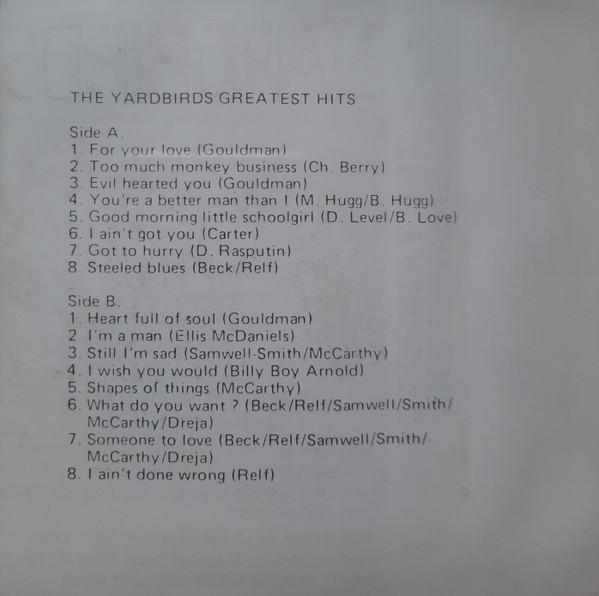 THE YARDBIRDS GREATEST HITS
Side A.
1. For your love (Gouldman)
2. Too much monkey business (Ch. Berry)
3. Evil hearted you (Gouldman)
4. You're a better man than I (M. Hugg/B. Hugg)
5. Good morning little schoolgirl (D. Level/B. Love)
6. I ain't got you (Carter)
7. Got to hurry (D. Rasputin)
8. Steeled blues (Beck/Relf)
Side B.
1. Heart full of soul (Gouldman)
2 I'm a man (Ellis McDaniels)
3. Still I'm sad (Samwell-Smith/McCarthy)
4. I wish you would (Billy Boy Arnold)
5. Shapes of things (McCarthy)
6. What do you want ? (Beck/Relf/Samwell/Smith/
McCarthy/Dreja)
7. Someone to love (Beck/Relf/Samwell/Smith/
McCarthy/Dreja)
8. I ain't done wrong (Relf)